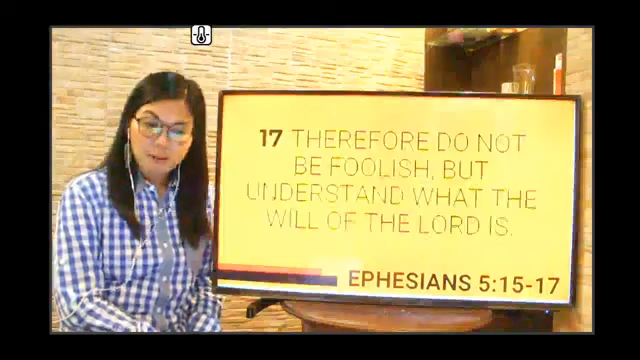 17 THEREFORE DO NOT
BE FOOLISH, BUT
UNDERSTAND WHAT THE
WILL OF THE LORD IS.
EPHESIANS 5:15-17